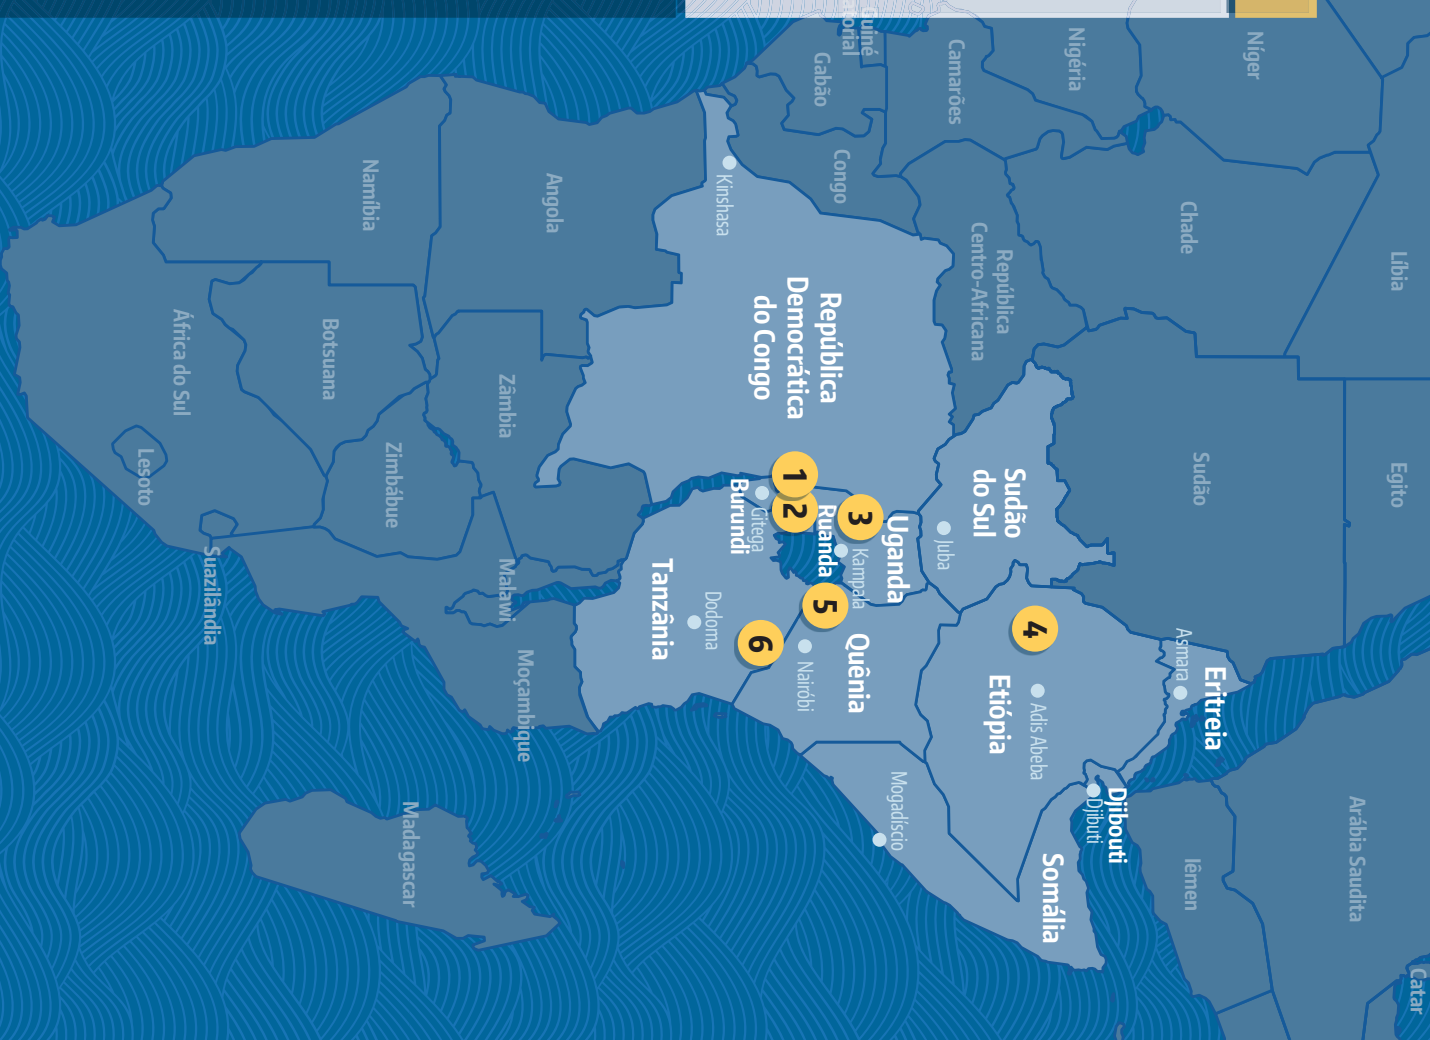 Líbia
Egito
Níger
Chade
Sudão
Arábia Saudita
Catar
Nigéria
Camarões
República
Centro-Africana
Eritreia
Asmara
Iêmen
Guiné
Gabão
Congo
Sudão
do Sul
Juba
4
Adis Abeba
Etiópia
Djibouti
Djibuti
Somália
Mogadíscio
República
Democrática
do Congo
Kinshasa
Uganda
Kampala
3
Ruanda
1
2
Gitega
Burundi
5
Quênia
Nairóbi
6
Dodoma
Tanzânia
Angola
Zâmbia
Malawi
Moçambique
Namíbia
Botsuana
Zimbábue
Madagascar
África do Sul
Lesoto
Suazilândia